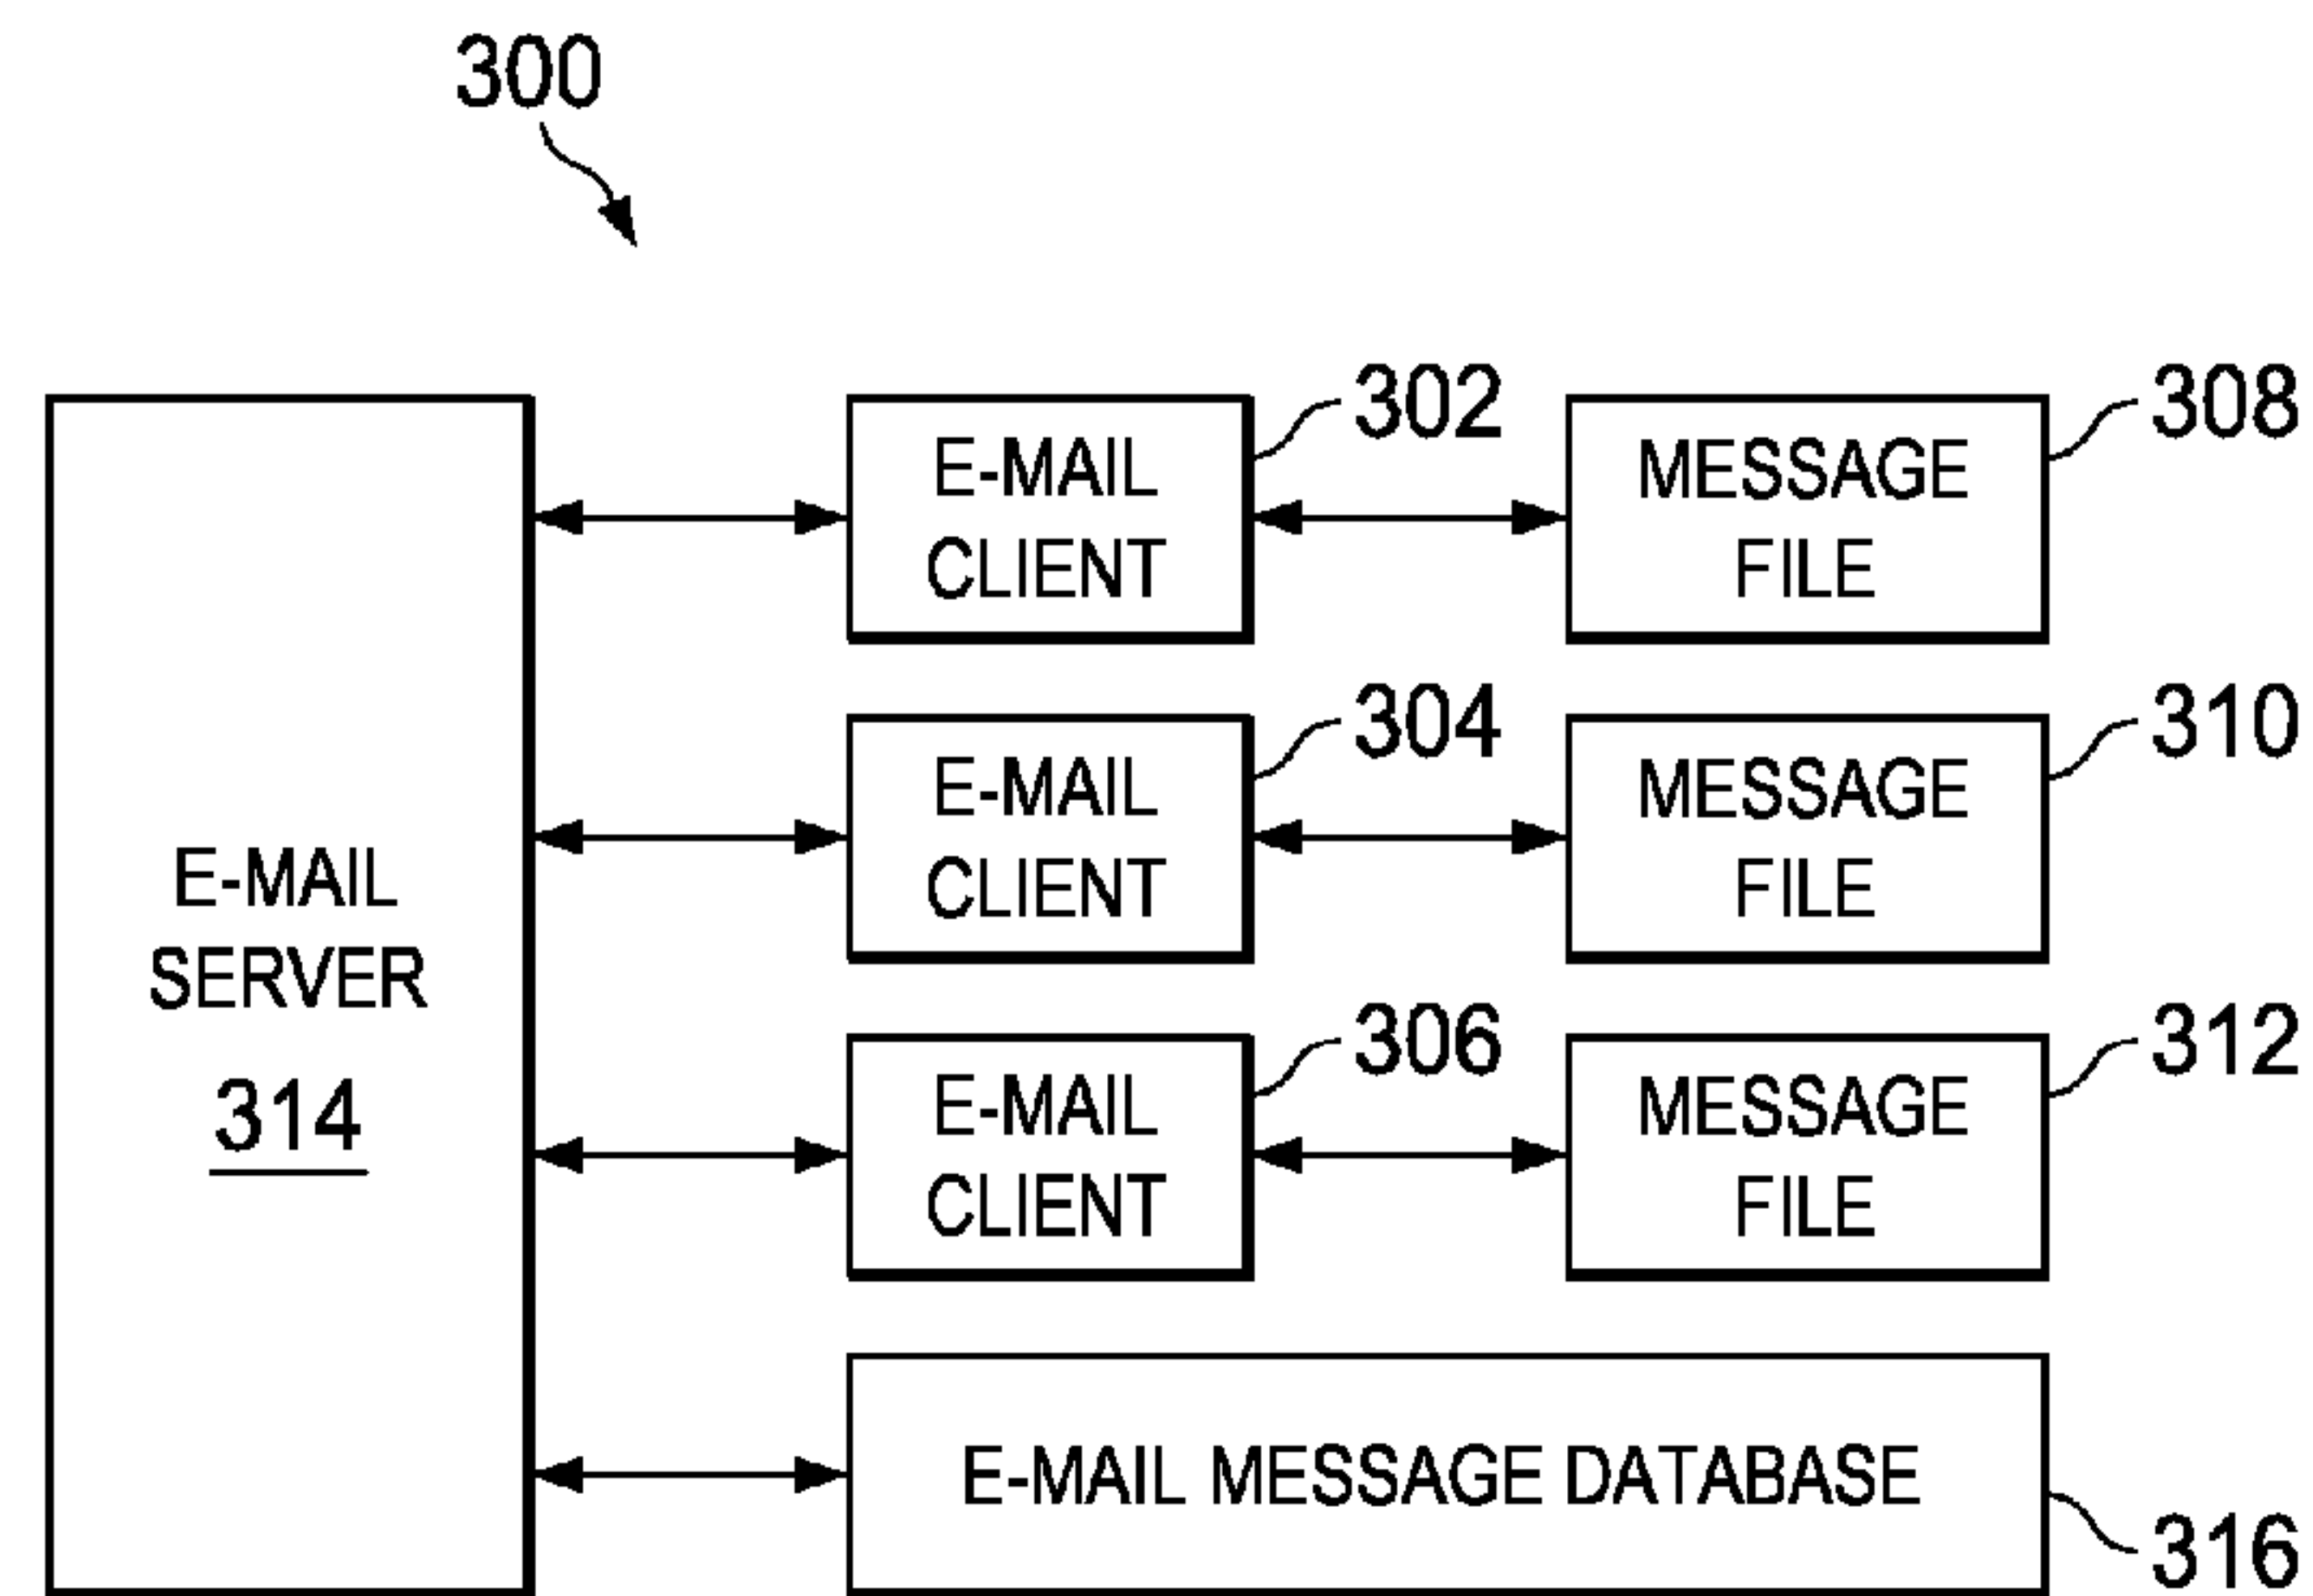 300
302
308
E-MAIL
CLIENT
MESSAGE
FILE
304
310
E-MAIL
CLIENT
MESSAGE
FILE
E-MAIL
SERVER
314
306
312
E-MAIL
CLIENT
MESSAGE
FILE
E-MAIL MESSAGE DATABASE
316